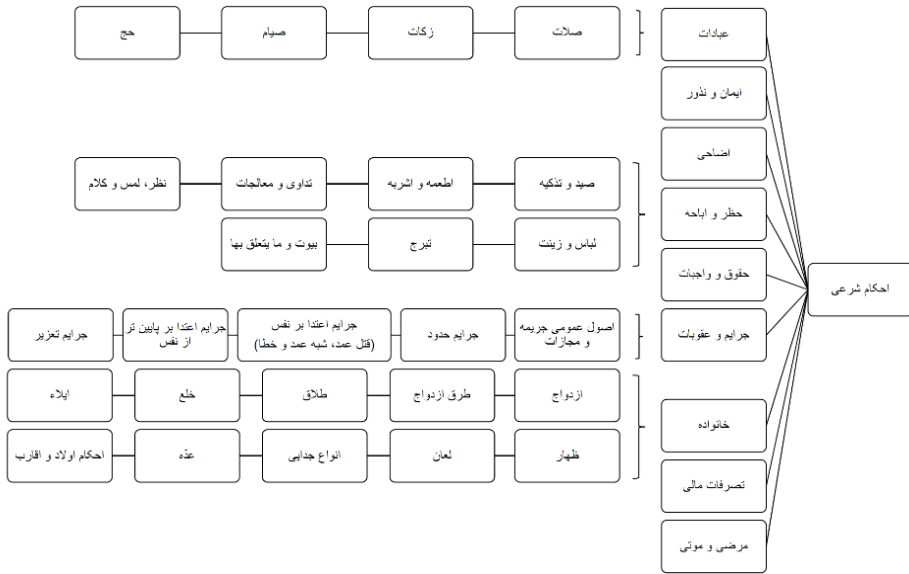 احکام شرعی
عبادات
صلات
زکات
صیام
حج
ایمان و نذور
اضاحی
حظر و اباحه
صید و تذکیه
اطعمه و اشربه
تداوی و معالجات
نظر، لمس و کلام
لباس و زینت
تبرج
بیوت و ما یتعلق بها
حقوق و واجبات
جرایم و عقوبات
اصول عمومی جریمه
و مجازات
جرایم حدود
جرایم اعتدا بر نفس
(قتل عمد، شبه عمد و خطا)
جرایم اعتدا بر پایین تر
از نفس
جرایم تعزیر
خانواده
ازدواج
طرق ازدواج
طلاق
خلع
ایلاء
ظهار
لعان
انواع جدایی
عدّه
احکام اولاد و اقارب
تصرفات مالی
مرضی و موتی